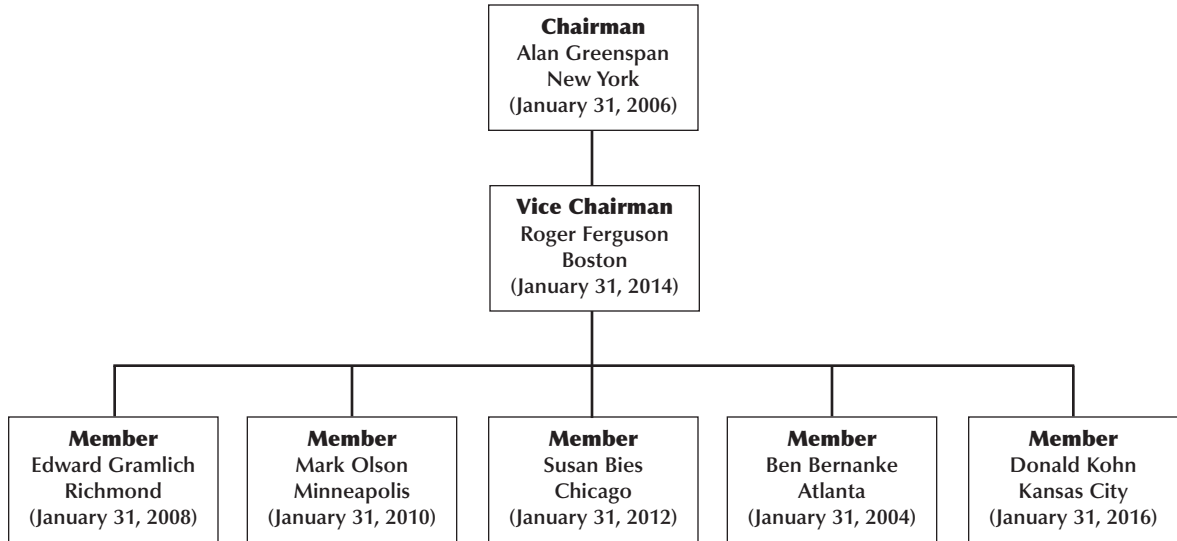 Chairman
Alan Greenspan
New York
(January 31, 2006)
Vice Chairman
Roger Ferguson
Boston
(January 31, 2014)
Member
Edward Gramlich
Richmond
(January 31, 2008)
Member
Mark Olson
Minneapolis
(January 31, 2010)
Member
Susan Bies
Chicago
(January 31, 2012)
Member
Ben Bernanke
Atlanta
(January 31, 2004)
Member
Donald Kohn
Kansas City
(January 31, 2016)